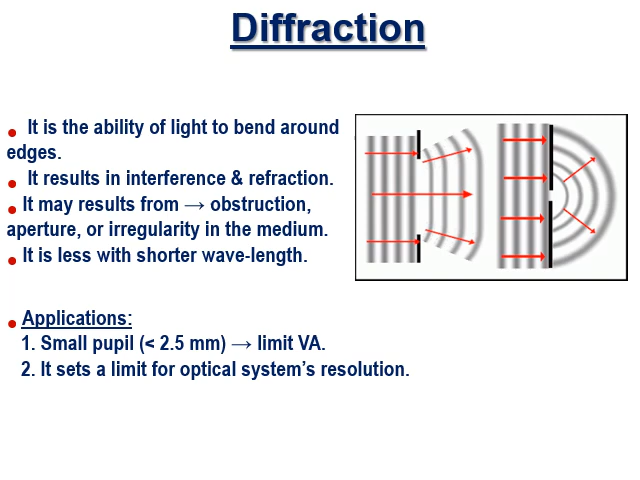 Diffraction
• It is the ability of light to bend around
edges.
• It results in interference & refraction.
• It may results from → obstruction,
aperture, or irregularity in the medium.
• It is less with shorter wave-length.
• Applications:
1. Small pupil (< 2.5 mm) → limit VA.
2. It sets a limit for optical system’s resolution.